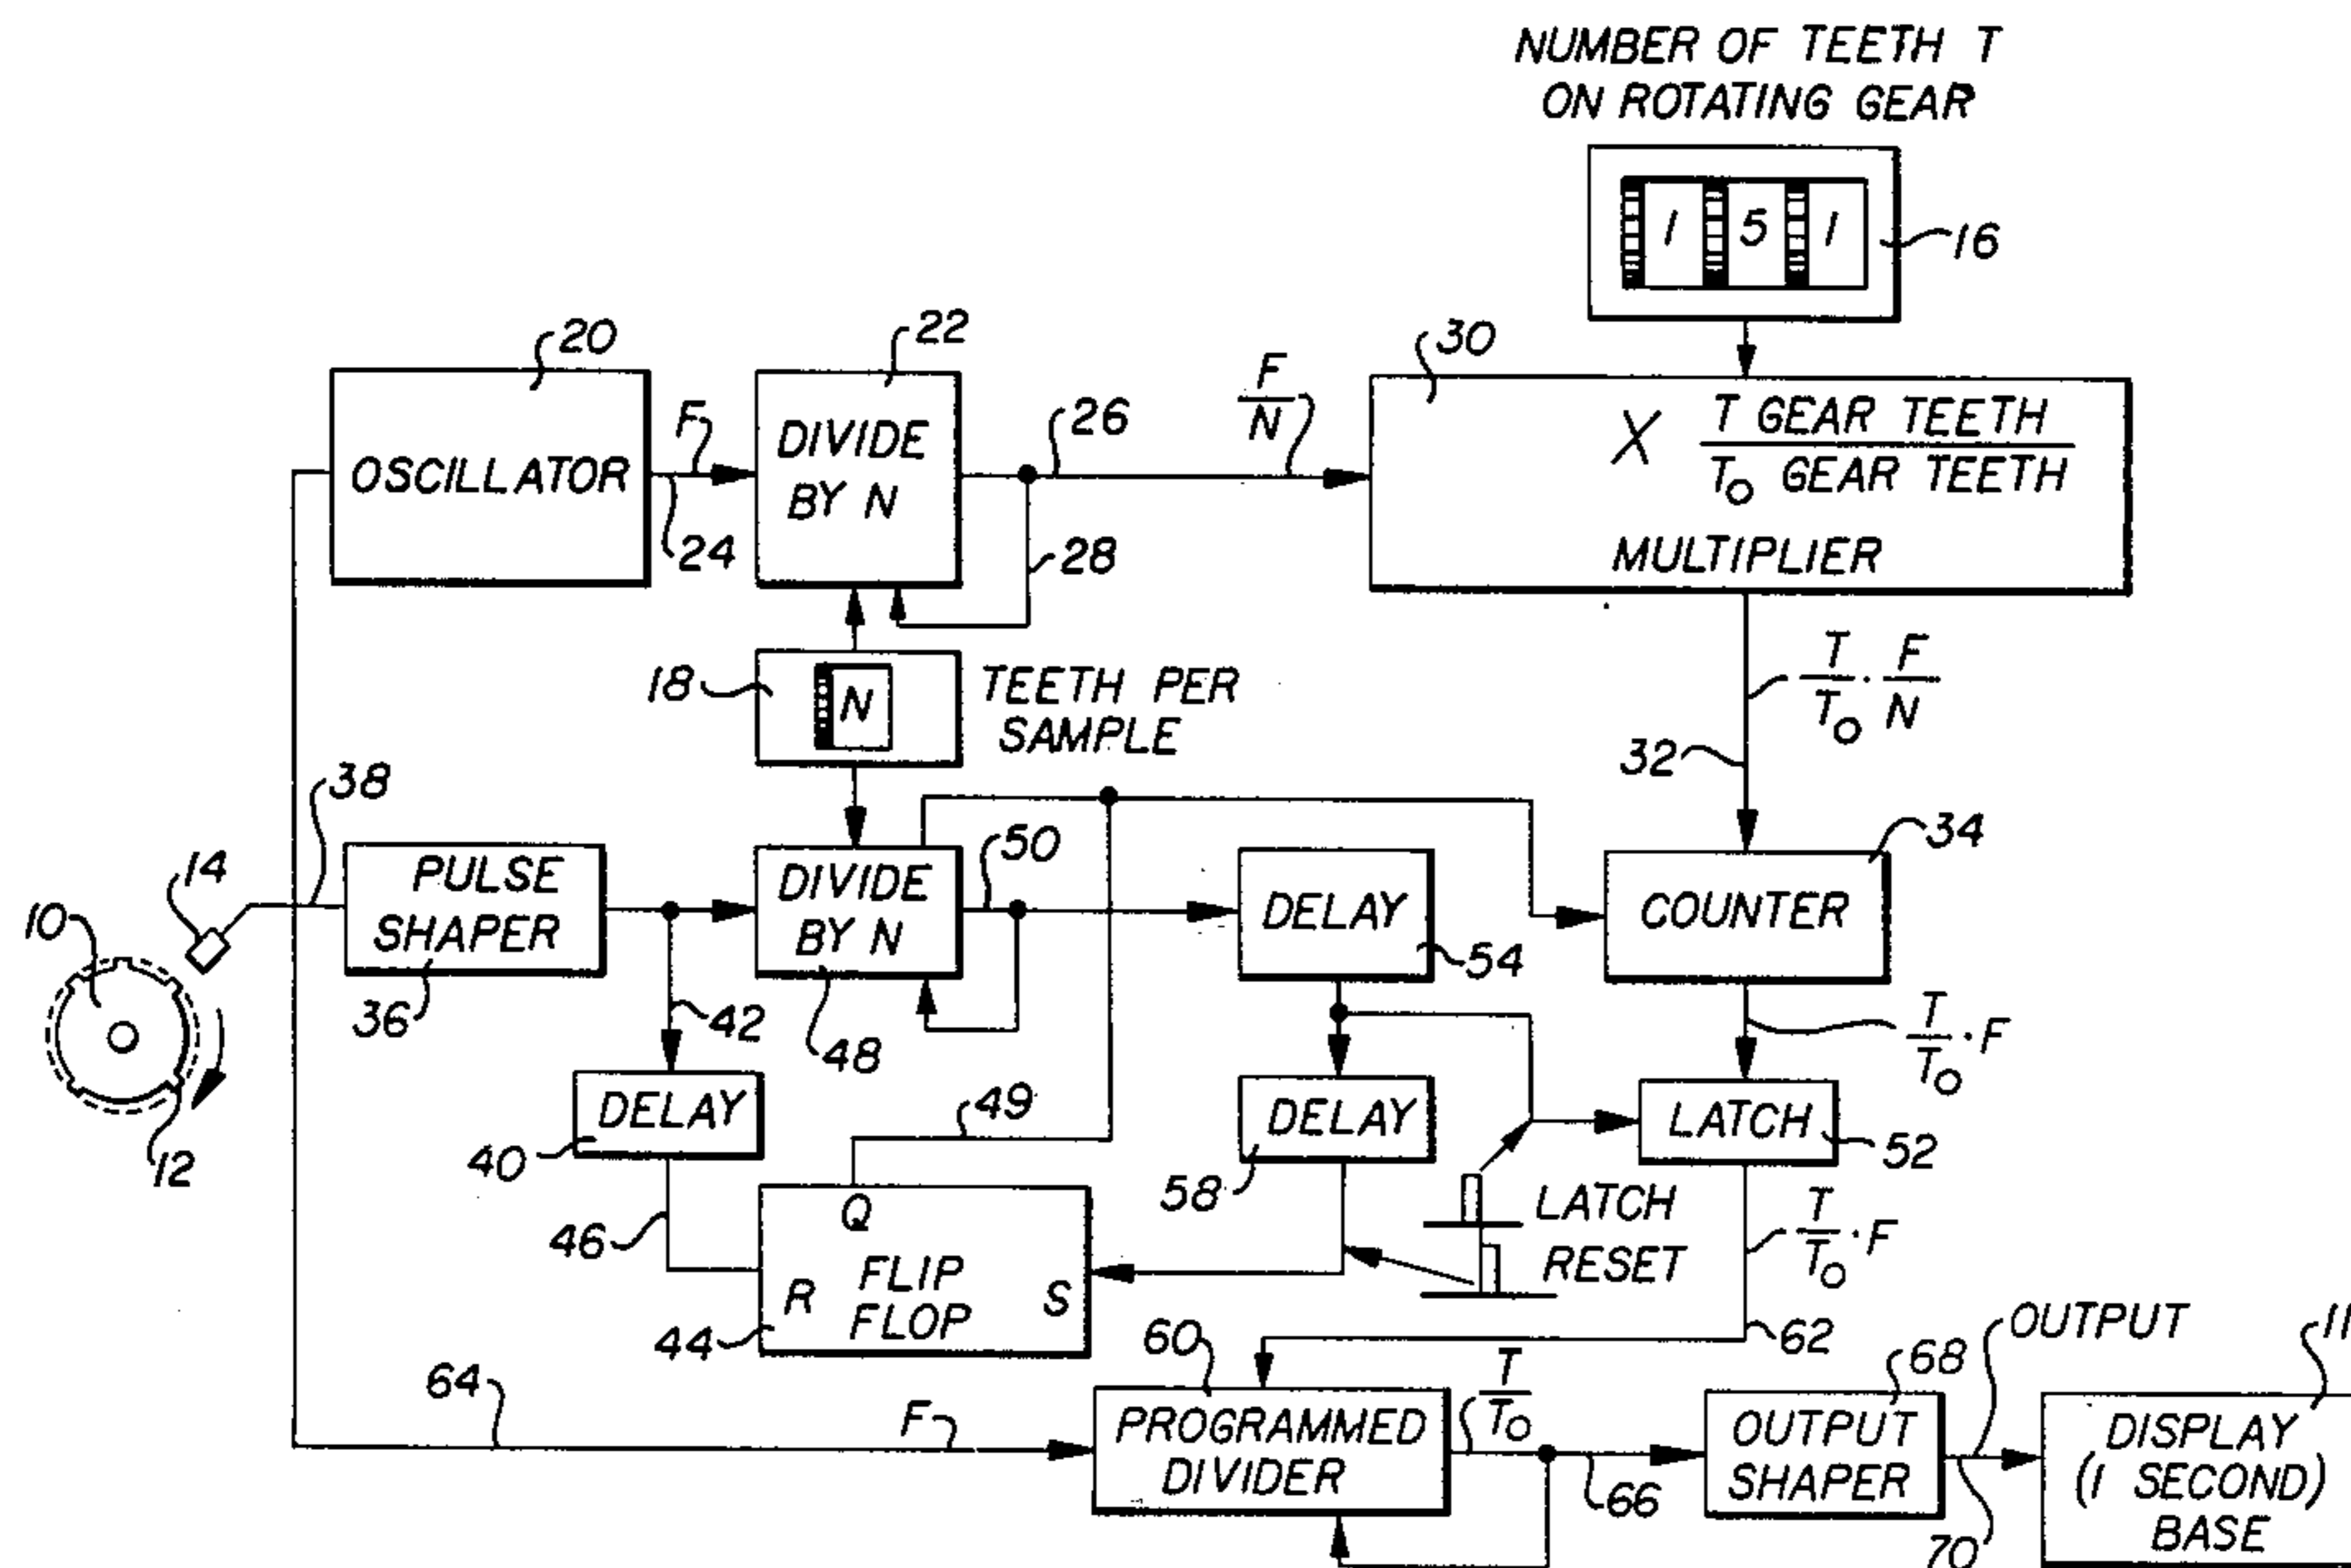 NUMBER OF TEETH T
ON ROTATING GEAR
1 5 1
16
20
22
30
F
N
26
F
OSCILLATOR
DIVIDE
BY N
X T GEAR TEETH
T₀ GEAR TEETH
MULTIPLIER
24
28
18
N
TEETH PER
SAMPLE
T/T₀ · F/N
32
38
14
10
12
PULSE
SHAPER
36
42
DIVIDE
BY N
48
50
DELAY
54
COUNTER
34
T/T₀ · F
DELAY
40
49
DELAY
58
LATCH
52
46
Q
R
FLIP
FLOP
S
44
LATCH
RESET
T/T₀ · F
62
64
F
60
PROGRAMMED
DIVIDER
T/T₀
66
68
OUTPUT
SHAPER
OUTPUT
70
DISPLAY
(1 SECOND)
BASE